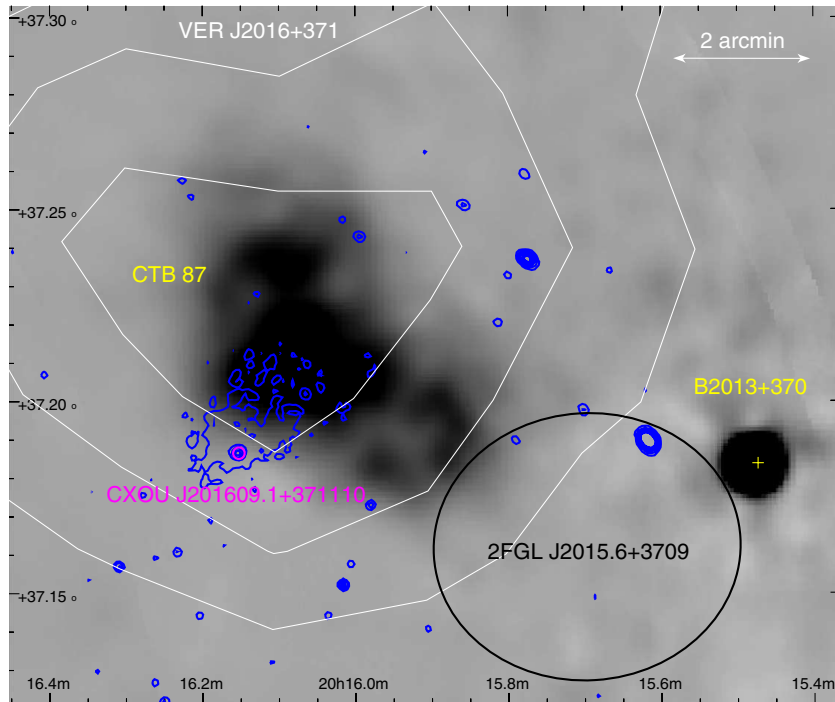 +37.30 °
VER J2016+371
2 arcmin
+37.25 °
CTB 87
B2013+370
+37.20 °
CXOU J201609.1+371110
2FGL J2015.6+3709
+37.15 °
16.4m 16.2m 20h16.0m 15.8m 15.6m 15.4m